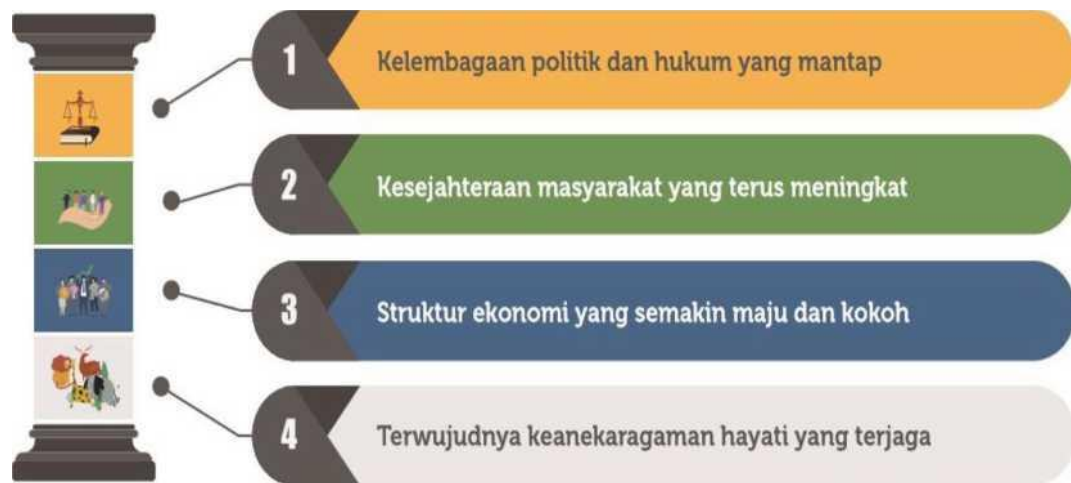 1
Kelembagaan politik dan hukum yang mantap
2
Kesejahteraan masyarakat yang terus meningkat
3
Struktur ekonomi yang semakin maju dan kokoh
4
Terwujudnya keanekaragaman hayati yang terjaga